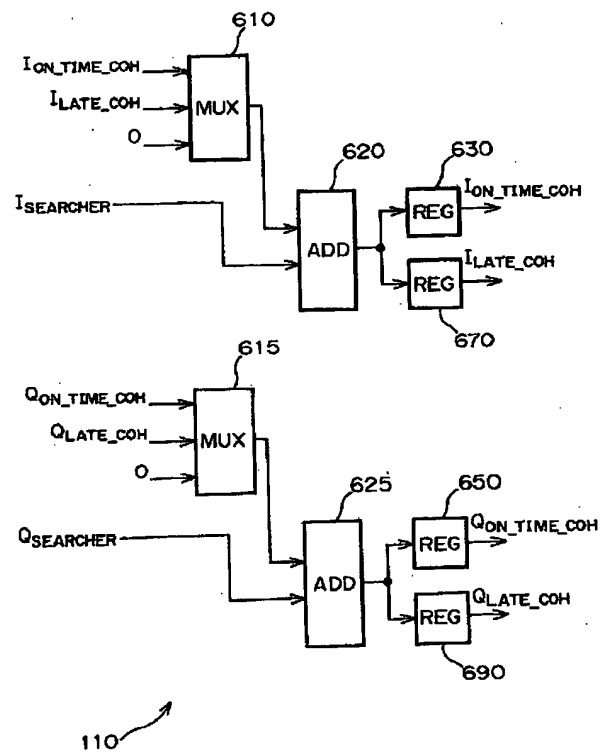 610
I_ON_TIME_COH
I_LATE_COH
0
MUX
620
630
I_SEARCHER
ADD
REG
I_ON_TIME_COH
REG
I_LATE_COH
670
615
Q_ON_TIME_COH
Q_LATE_COH
0
MUX
625
650
Q_SEARCHER
ADD
REG
Q_ON_TIME_COH
REG
Q_LATE_COH
690
110